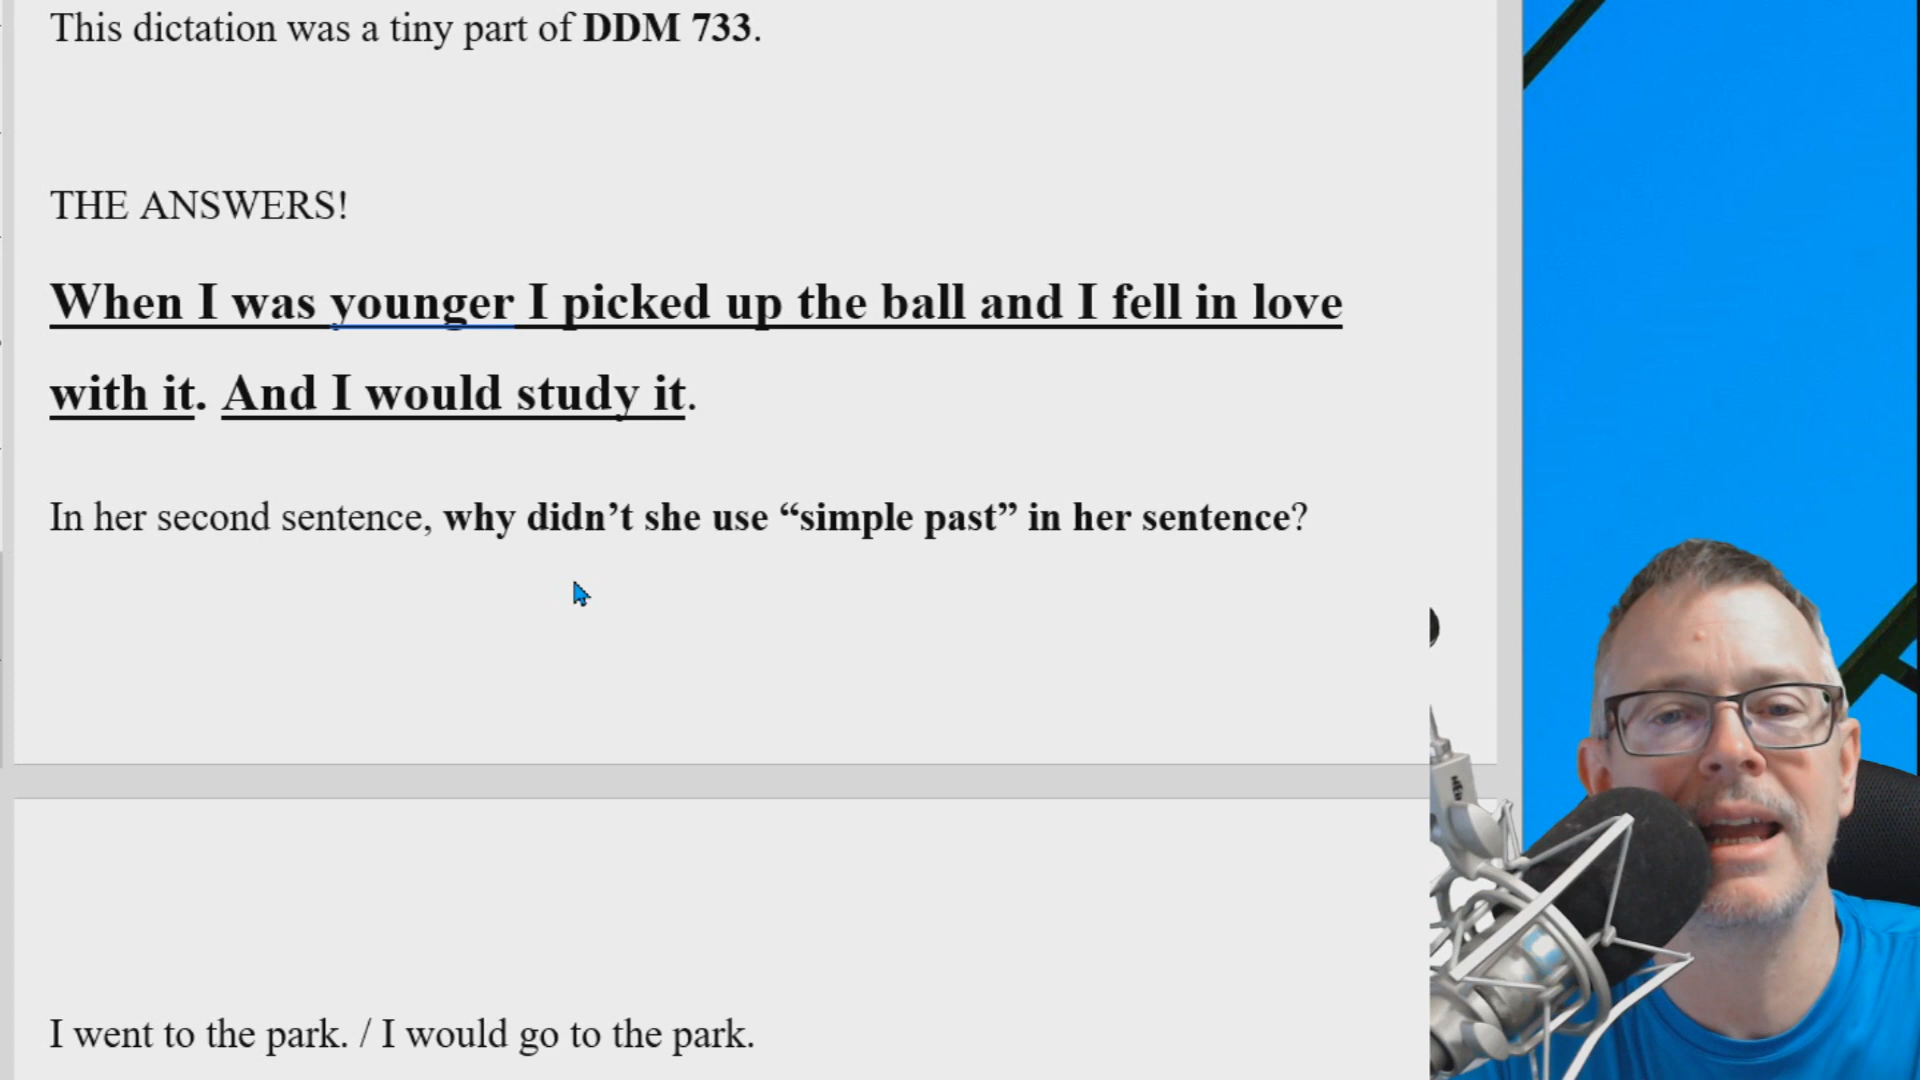 This dictation was a tiny part of DDM 733.
THE ANSWERS!
When I was younger I picked up the ball and I fell in love
with it. And I would study it.
In her second sentence, why didn’t she use “simple past” in her sentence?
I went to the park. / I would go to the park.